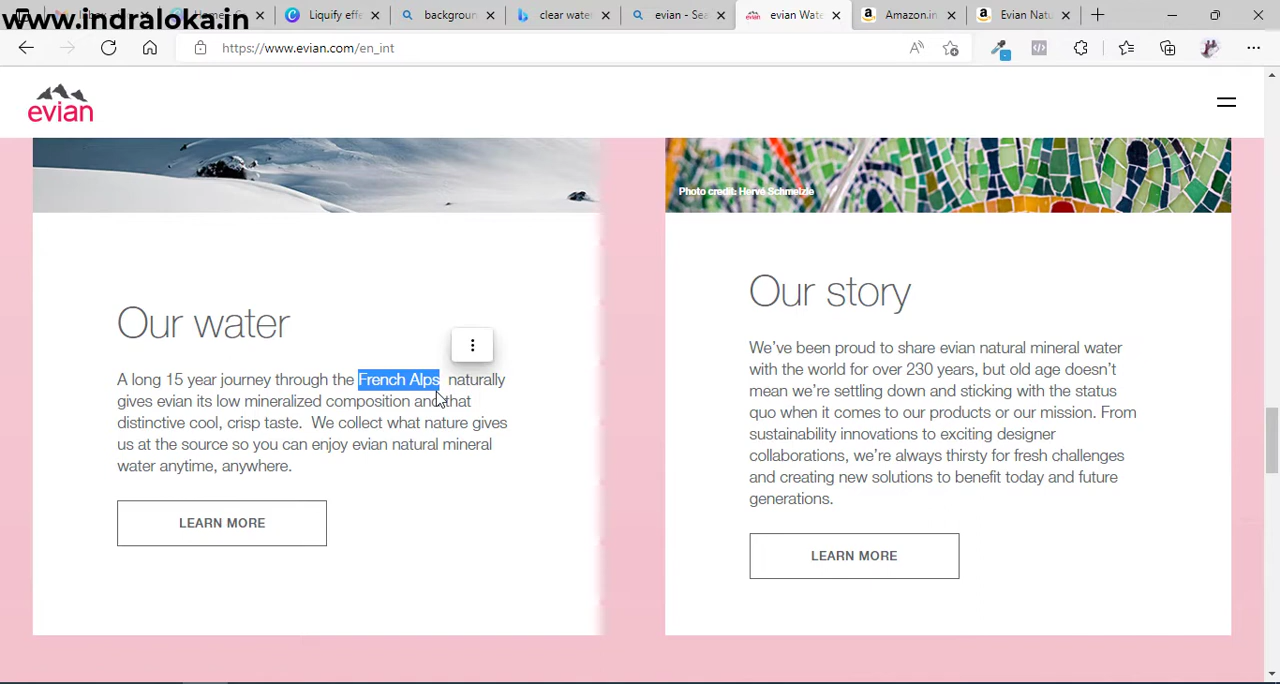 www.indraloka.in
Liquify effe
backgroun
clear water
evian - Sea
evian Wate
Amazon.in
Evian Natu
https://www.evian.com/en_int
evian
Photo credit: Hervé Schmelzle
Our water
A long 15 year journey through the French Alps, naturally
gives evian its low mineralized composition and that
distinctive cool, crisp taste. We collect what nature gives
us at the source so you can enjoy evian natural mineral
water anytime, anywhere.
LEARN MORE
Our story
We've been proud to share evian natural mineral water
with the world for over 230 years, but old age doesn't
mean we're settling down and sticking with the status
quo when it comes to our products or our mission. From
sustainability innovations to exciting designer
collaborations, we're always thirsty for fresh challenges
and creating new solutions to benefit today and future
generations.
LEARN MORE